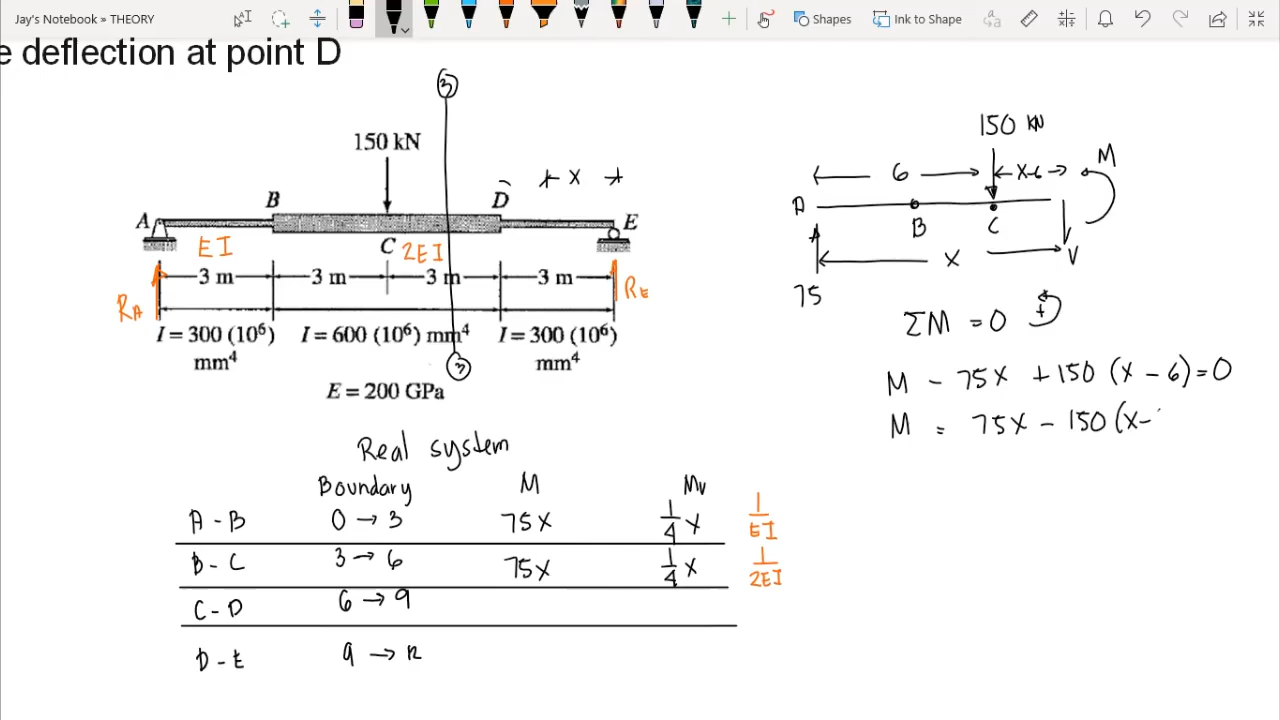 Jay's Notebook » THEORY
Shapes
Ink to Shape
e deflection at point D
3
150 kN
x
B
D
A
E
EI
C
2EI
3 m
3 m
3 m
3 m
RA
RE
I = 300 (10⁶) mm⁴
I = 600 (10⁶) mm⁴
I = 300 (10⁶) mm⁴
3
E = 200 GPa
150 kN
6
x-6
M
A
B
C
x
V
75
ΣM = 0 +
M - 75x + 150 (x - 6) = 0
M = 75x - 150 (x-
Real system
Boundary M Mv
A - B 0 → 3 75x 1/4 x 1/EI
B - C 3 → 6 75x 1/4 x 1/2EI
C - D 6 → 9
D - E 9 → 12